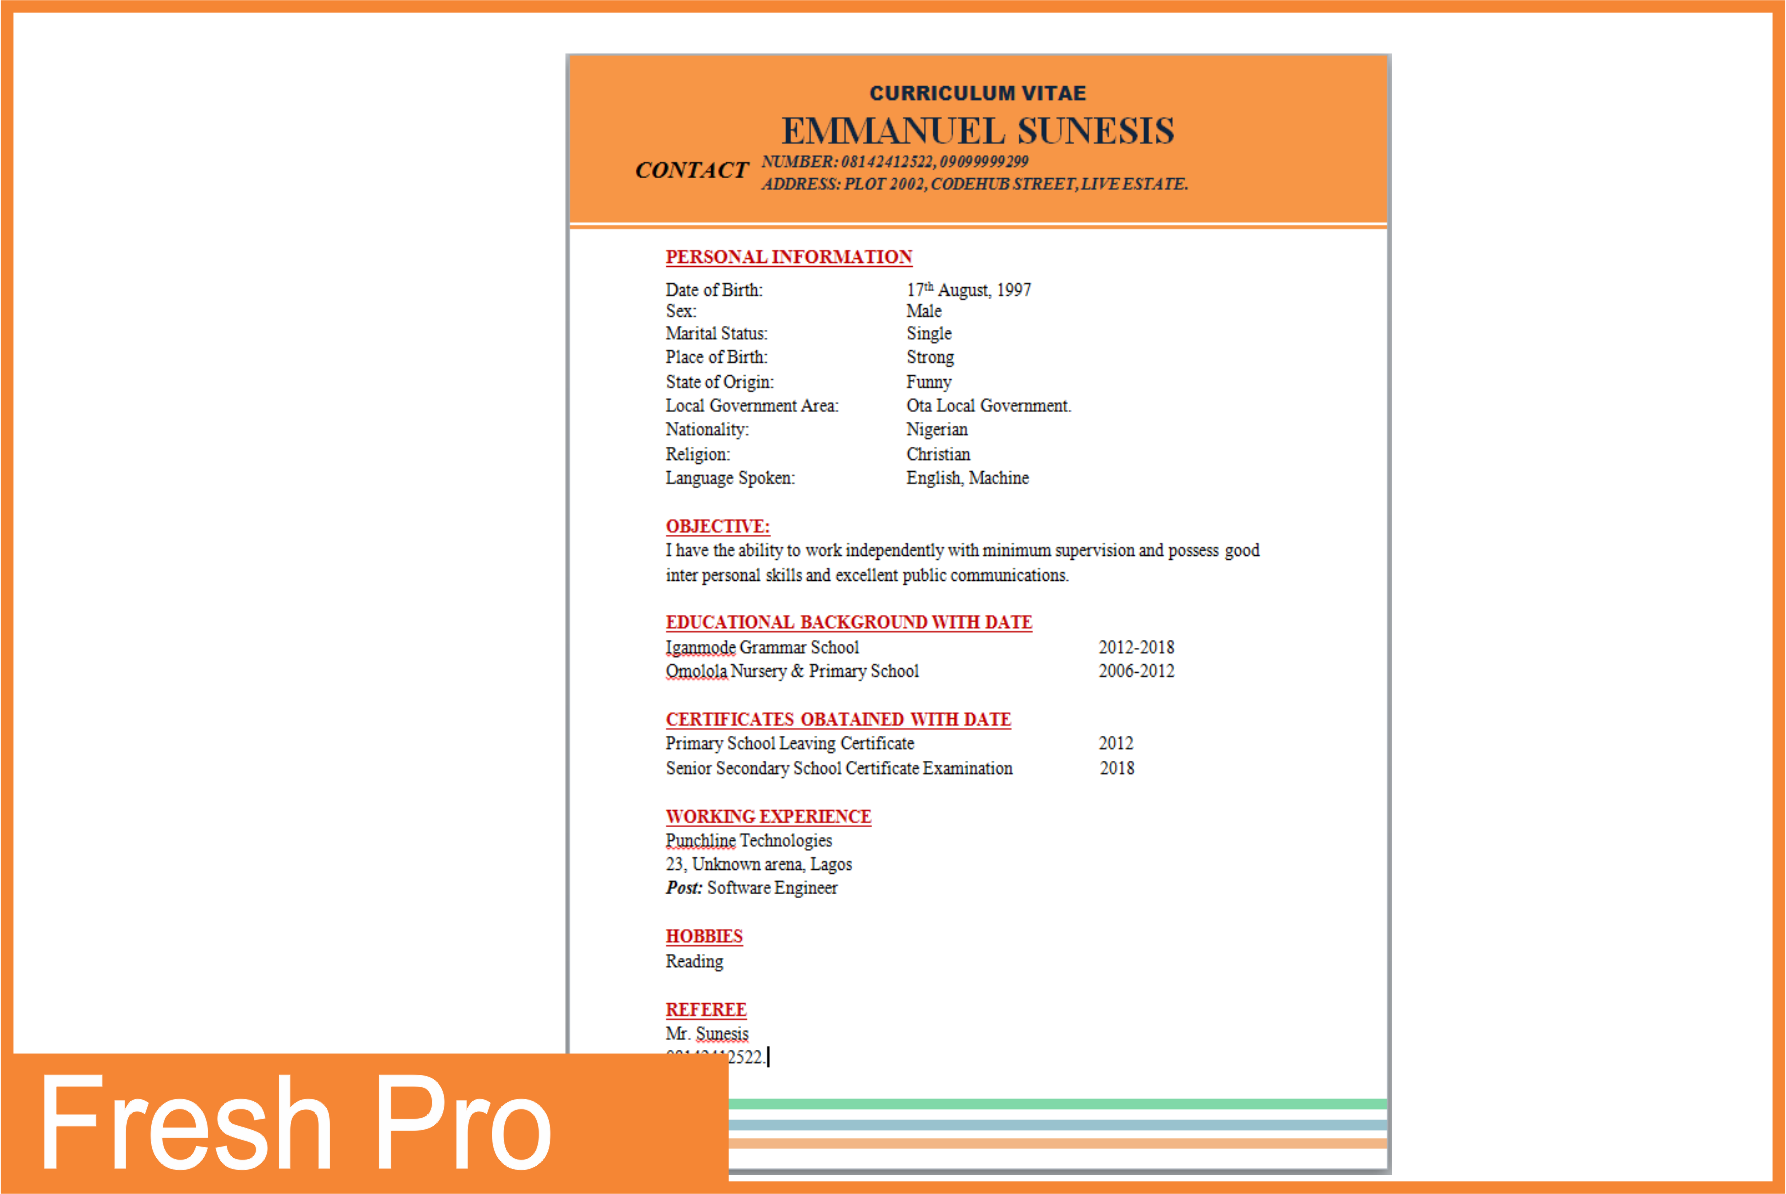 CURRICULUM VITAE
EMMANUEL SUNESIS
CONTACT
NUMBER: 08142412522, 09099999299
ADDRESS: PLOT 2002, CODEHUB STREET, LIVE ESTATE.
PERSONAL INFORMATION
Date of Birth: 17th August, 1997
Sex: Male
Marital Status: Single
Place of Birth: Strong
State of Origin: Funny
Local Government Area: Ota Local Government.
Nationality: Nigerian
Religion: Christian
Language Spoken: English, Machine
OBJECTIVE:
I have the ability to work independently with minimum supervision and possess good
inter personal skills and excellent public communications.
EDUCATIONAL BACKGROUND WITH DATE
Iganmode Grammar School 2012-2018
Omolola Nursery & Primary School 2006-2012
CERTIFICATES OBATAINED WITH DATE
Primary School Leaving Certificate 2012
Senior Secondary School Certificate Examination 2018
WORKING EXPERIENCE
Punchline Technologies
23, Unknown arena, Lagos
Post: Software Engineer
HOBBIES
Reading
REFEREE
Mr. Sunesis
08142412522.
Fresh Pro